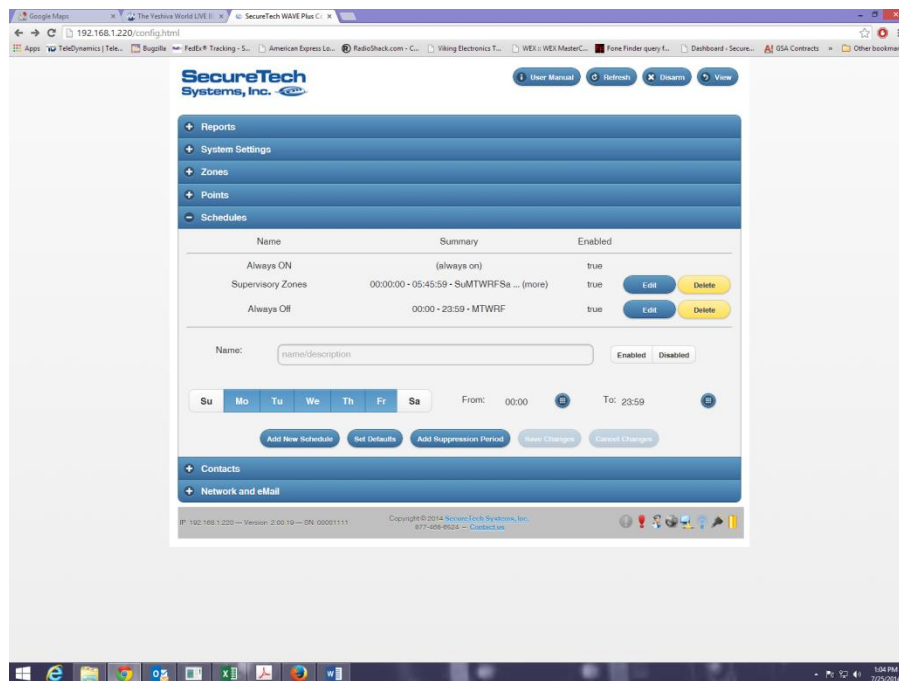 Google Maps
The Yeshiva World LIVE
SecureTech WAVE Plus
192.168.1.220/config.html
Apps TeleDynamics | Tele... Bugzilla FedEx® Tracking - S... American Express Lo... RadioShack.com - C... Viking Electronics T... WEX :: WEX MasterC... Fone Finder query f... Dashboard - Secure... GSA Contracts » Other bookmar
SecureTech
Systems, Inc.
User Manual Refresh Disarm View
Reports
System Settings
Zones
Points
Schedules
Name Summary Enabled
Always ON (always on) true
Supervisory Zones 00:00:00 - 05:45:59 - SuMTWRFSa ... (more) true Edit Delete
Always Off 00:00 - 23:59 - MTWRF true Edit Delete
Name: name/description Enabled Disabled
Su Mo Tu We Th Fr Sa From: 00:00 To: 23:59
Add New Schedule Set Defaults Add Suppression Period Save Changes Cancel Changes
Contacts
Network and eMail
IP: 192.168.1.220 — Version: 2.00.10 — SN: 00001111
Copyright © 2014 SecureTech Systems, Inc.
877-468-6624 — Contact us
1:04 PM
7/25/201